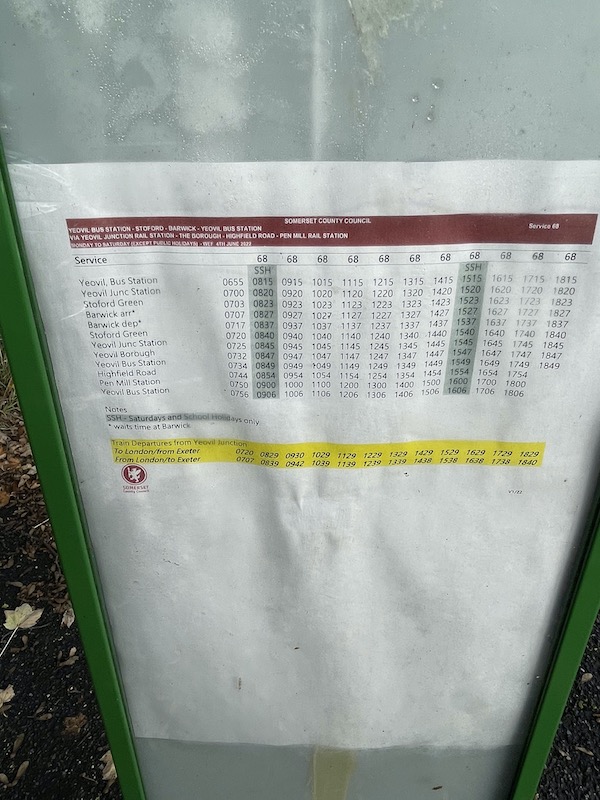 SOMERSET COUNTY COUNCIL
YEOVIL BUS STATION - STOFORD - BARWICK - YEOVIL BUS STATION Service 68
VIA YEOVIL JUNCTION RAIL STATION - THE BOROUGH - HIGHFIELD ROAD - PEN MILL RAIL STATION
MONDAY TO SATURDAY (EXCEPT PUBLIC HOLIDAYS) - WEF 4TH JUNE 2022
Service 68 68 68 68 68 68 68 68 68 68 68
SSH SSH
Yeovil, Bus Station 0655 0815 0915 1015 1115 1215 1315 1415 1515 1615 1715 1815
Yeovil Junc Station 0700 0820 0920 1020 1120 1220 1320 1420 1520 1620 1720 1820
Stoford Green 0703 0823 0923 1023 1123 1223 1323 1423 1523 1623 1723 1823
Barwick arr* 0707 0827 0927 1027 1127 1227 1327 1427 1527 1627 1727 1827
Barwick dep* 0717 0837 0937 1037 1137 1237 1337 1437 1537 1637 1737 1837
Stoford Green 0720 0840 0940 1040 1140 1240 1340 1440 1540 1640 1740 1840
Yeovil Junc Station 0725 0845 0945 1045 1145 1245 1345 1445 1545 1645 1745 1845
Yeovil Borough 0732 0847 0947 1047 1147 1247 1347 1447 1547 1647 1747 1847
Yeovil Bus Station 0734 0849 0949 1049 1149 1249 1349 1449 1549 1649 1749 1849
Highfield Road 0744 0854 0954 1054 1154 1254 1354 1454 1554 1654 1754
Pen Mill Station 0750 0900 1000 1100 1200 1300 1400 1500 1600 1700 1800
Yeovil Bus Station 0756 0906 1006 1106 1206 1306 1406 1506 1606 1706 1806
Notes
SSH - Saturdays and School Holidays only
* waits time at Barwick
Train Departures from Yeovil Junction
To London/from Exeter 0720 0829 0930 1029 1129 1229 1329 1429 1529 1629 1729 1829
From London/to Exeter 0707 0839 0942 1039 1139 1239 1339 1438 1538 1638 1738 1840
SOMERSET
County Council
V1/22